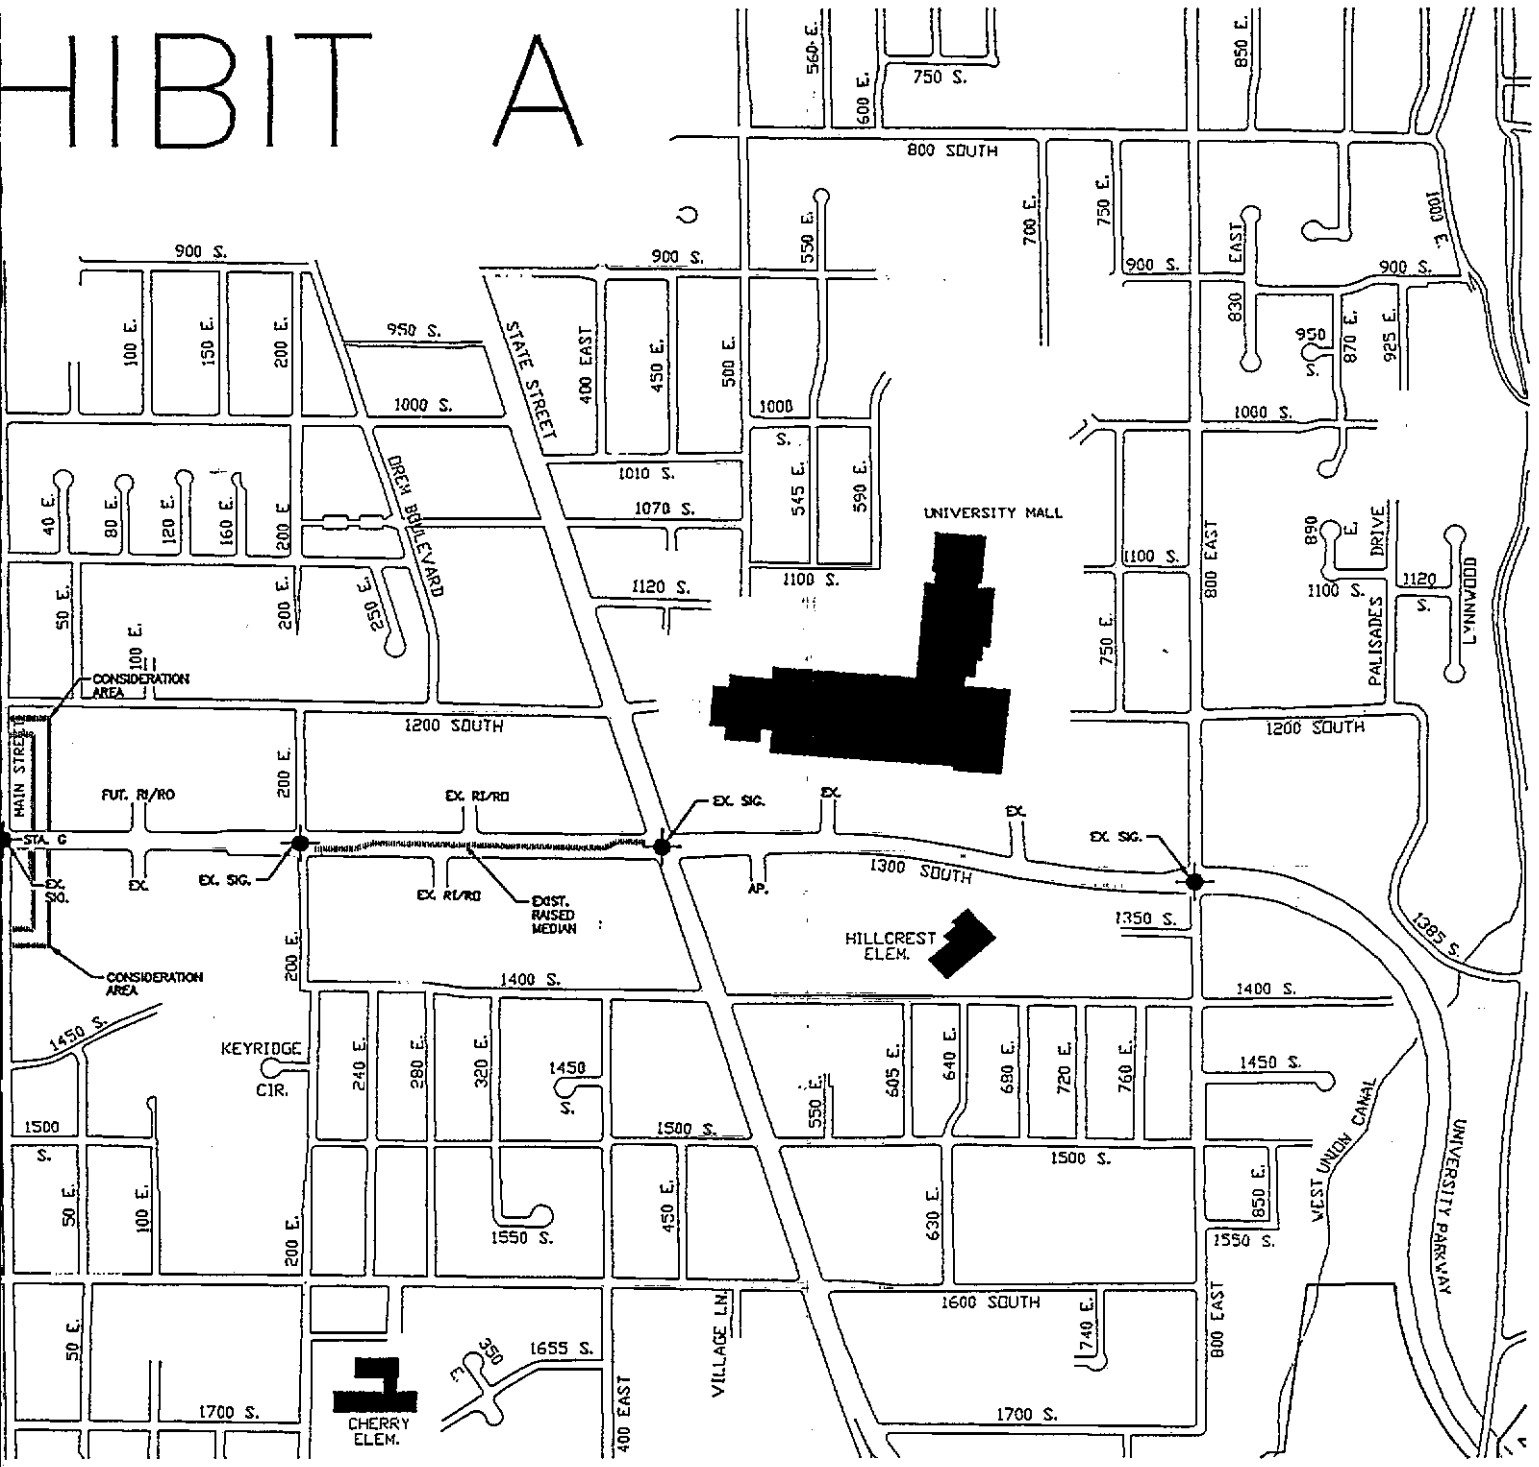 HIBIT A
560 E.
600 E.
750 S.
850 E.
800 SOUTH
1000 E.
900 S.
550 E.
900 S.
700 E.
750 E.
900 S.
EAST
830
900 S.
100 E.
150 E.
200 E.
950 S.
STATE STREET
400 EAST
450 E.
500 E.
950
S.
870 E.
925 E.
1000 S.
1000
S.
1000 S.
1010 S.
40 E.
80 E.
120 E.
160 E.
200 E
OREM BOULEVARD
1070 S.
545 E.
590 E.
UNIVERSITY MALL
800 EAST
890
E.
DRIVE
PALISADES
LYNNWOOD
50 E.
200 E.
250 E.
1120 S.
1100 S.
1100 S.
1100 S.
1120
S.
100 E.
750 E.
CONSIDERATION
AREA
MAIN STREET
1200 SOUTH
1200 SOUTH
200 E.
FUT. RI/RO
EX. RI/RO
EX. SIG.
EX.
EX.
EX. SIG.
STA. G
EX.
SIG.
EX.
EX. SIG.
EX. RI/RO
EXIST.
RAISED
MEDIAN
AP.
1300 SOUTH
1350 S.
HILLCREST
ELEM.
1385 S.
200 E.
CONSIDERATION
AREA
1400 S.
1400 S.
1450 S.
KEYRIDGE
CIR.
240 E.
280 E.
320 E.
1450
S.
550 E.
605 E.
640 E.
680 E.
720 E.
760 E.
1450 S.
WEST UNION CANAL
UNIVERSITY PARKWAY
1500
S.
1500 S.
1500 S.
50 E.
100 E.
200 E.
1550 S.
450 E.
630 E.
850 E.
1550 S.
50 E.
VILLAGE LN.
1600 SOUTH
740 E.
800 EAST
350
E.
1655 S.
400 EAST
1700 S.
CHERRY
ELEM.
1700 S.